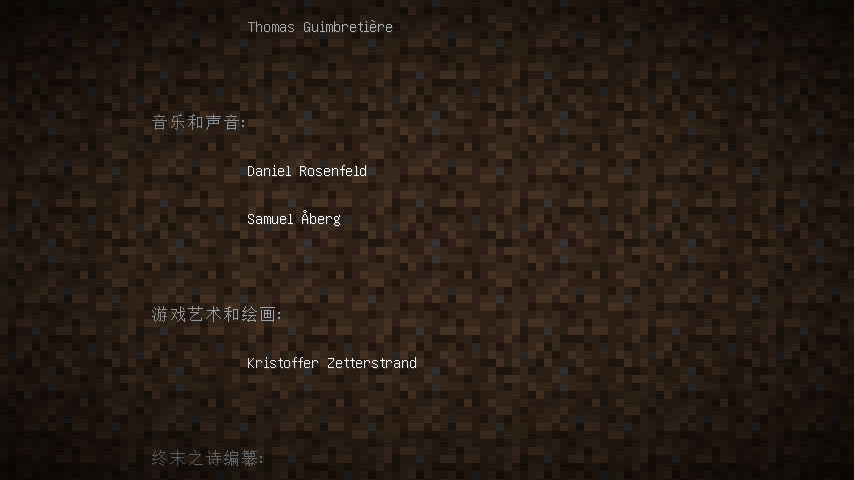 Thomas Guimbretière
音乐和声音:
Daniel Rosenfeld
Samuel Åberg
游戏艺术和绘画:
Kristoffer Zetterstrand
终末之诗编纂: